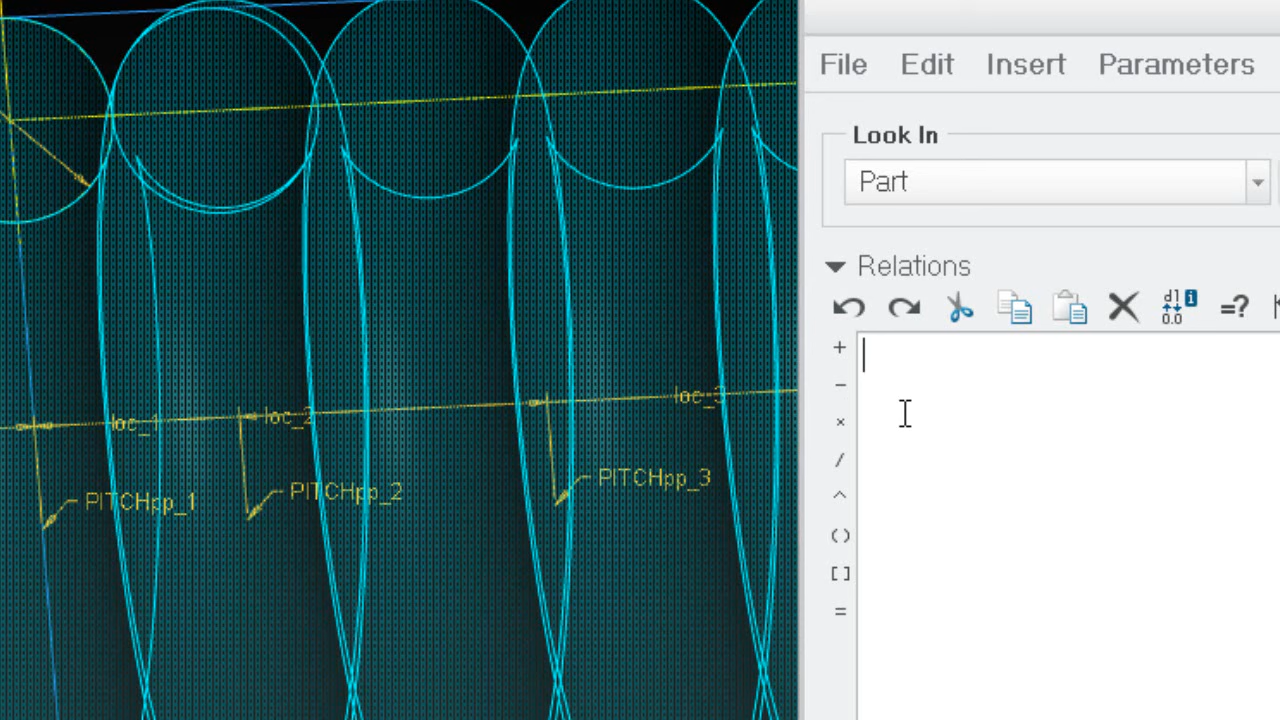 File Edit Insert Parameters
Look In
Part
Relations
=?
+
-
×
/
^
()
[]
=
loc_1 loc_2 loc_3
PITCHpp_1 PITCHpp_2 PITCHpp_3